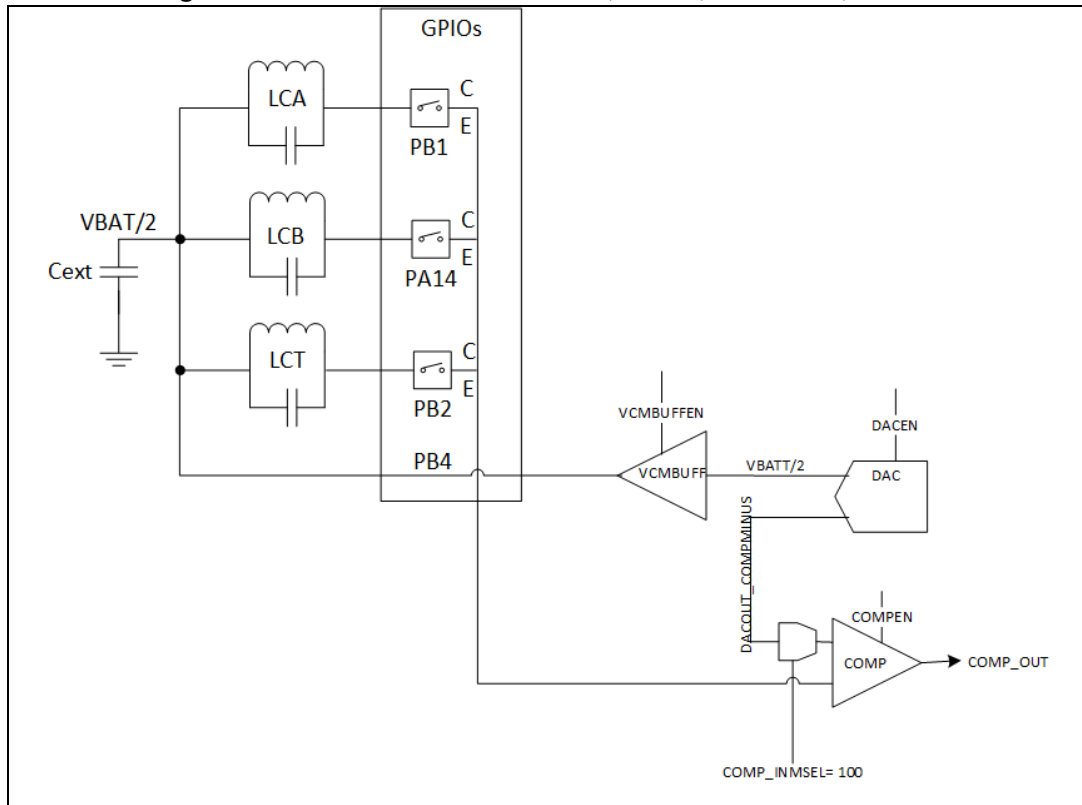 GPIOs
LCA
C
E
PB1
VBAT/2
Cext
LCB
C
E
PA14
LCT
C
E
PB2
PB4
VCMBUFFEN
VCMBUFF
VBATT/2
DACEN
DAC
DACOUT_COMPMINUS
COMPEN
COMP
COMP_OUT
COMP_INMSEL= 100